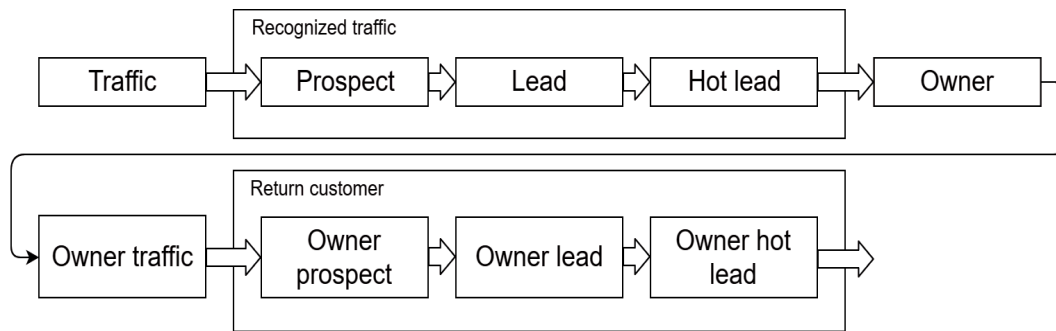 Recognized traffic
Traffic
Prospect
Lead
Hot lead
Owner
Return customer
Owner traffic
Owner
prospect
Owner lead
Owner hot
lead